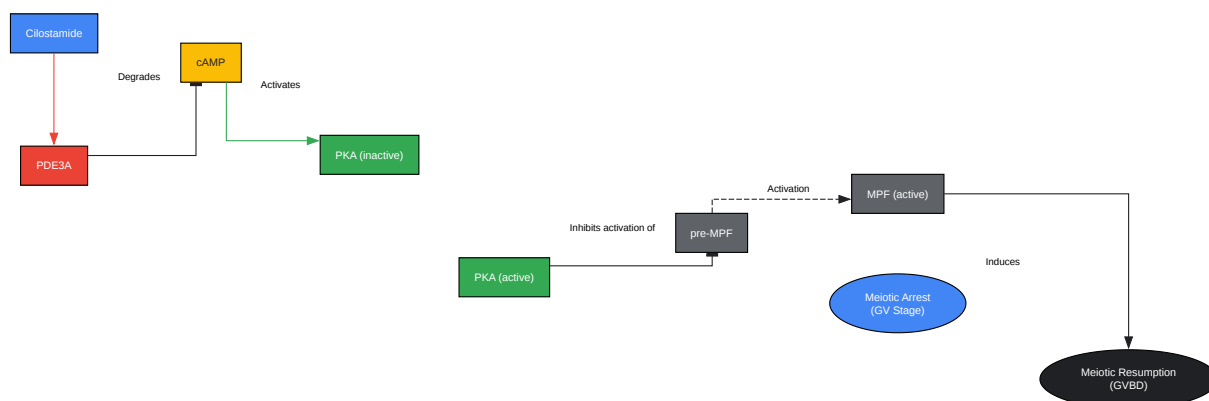 Cilostamide
cAMP
Degrades
Activates
PKA (inactive)
PDE3A
Activation
MPF (active)
Inhibits activation of
pre-MPF
PKA (active)
Induces
Meiotic Arrest
(GV Stage)
Meiotic Resumption
(GVBD)